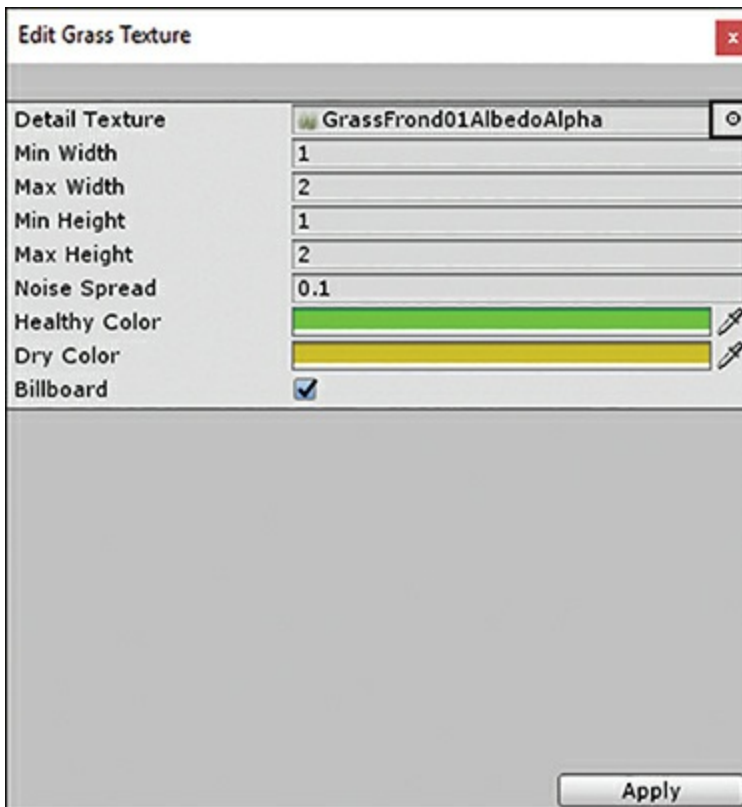 Edit Grass Texture
x
Detail Texture GrassFrond01AlbedoAlpha
Min Width 1
Max Width 2
Min Height 1
Max Height 2
Noise Spread 0.1
Healthy Color
Dry Color
Billboard
Apply